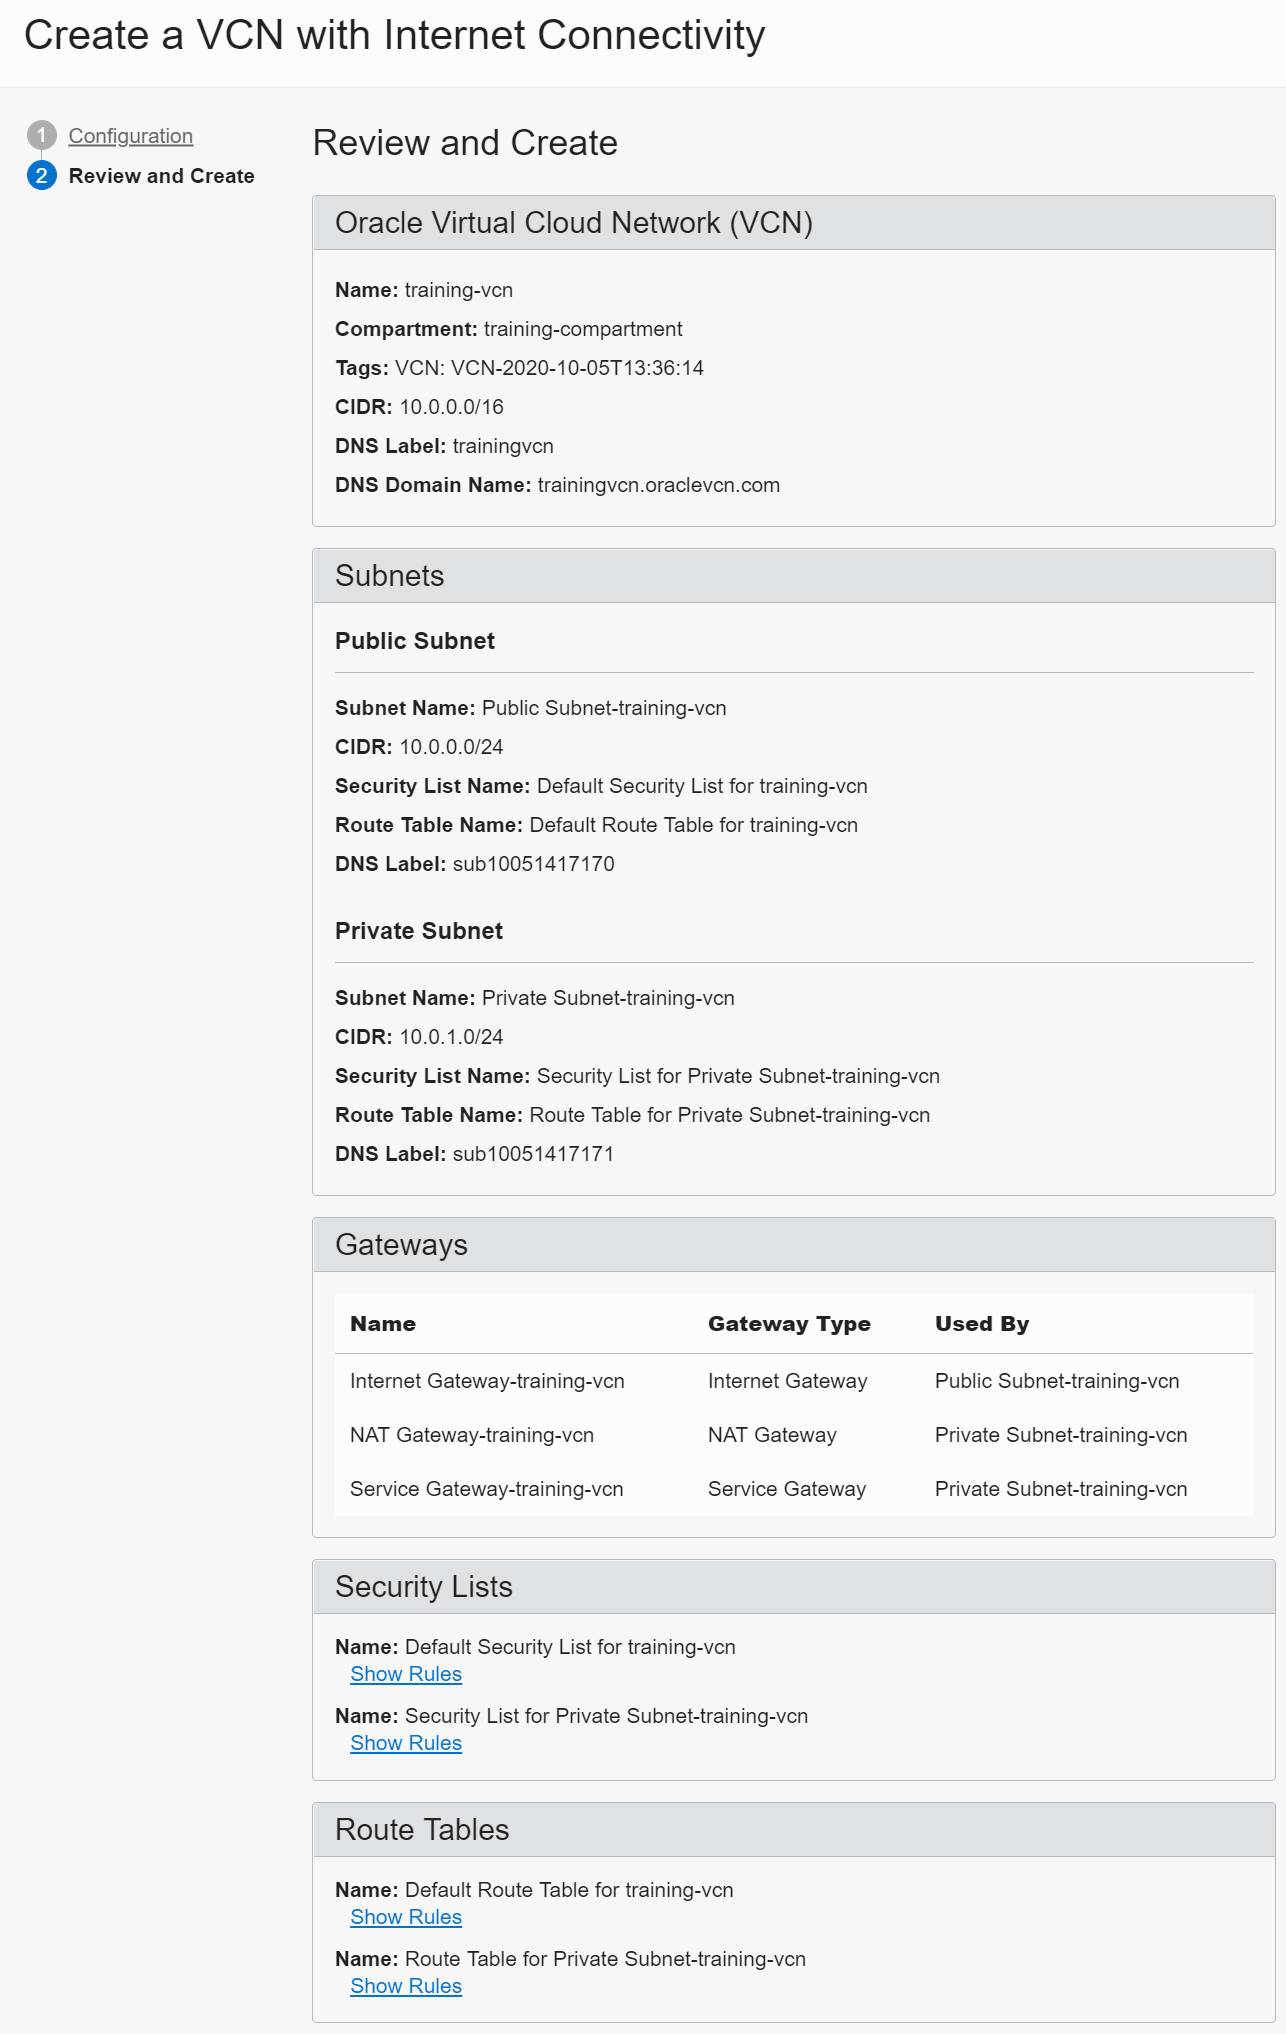 Create a VCN with Internet Connectivity
1 Configuration
2 Review and Create
Review and Create
Oracle Virtual Cloud Network (VCN)
Name: training-vcn
Compartment: training-compartment
Tags: VCN: VCN-2020-10-05T13:36:14
CIDR: 10.0.0.0/16
DNS Label: trainingvcn
DNS Domain Name: trainingvcn.oraclevcn.com
Subnets
Public Subnet
Subnet Name: Public Subnet-training-vcn
CIDR: 10.0.0.0/24
Security List Name: Default Security List for training-vcn
Route Table Name: Default Route Table for training-vcn
DNS Label: sub10051417170
Private Subnet
Subnet Name: Private Subnet-training-vcn
CIDR: 10.0.1.0/24
Security List Name: Security List for Private Subnet-training-vcn
Route Table Name: Route Table for Private Subnet-training-vcn
DNS Label: sub10051417171
Gateways
Name Gateway Type Used By
Internet Gateway-training-vcn Internet Gateway Public Subnet-training-vcn
NAT Gateway-training-vcn NAT Gateway Private Subnet-training-vcn
Service Gateway-training-vcn Service Gateway Private Subnet-training-vcn
Security Lists
Name: Default Security List for training-vcn
Show Rules
Name: Security List for Private Subnet-training-vcn
Show Rules
Route Tables
Name: Default Route Table for training-vcn
Show Rules
Name: Route Table for Private Subnet-training-vcn
Show Rules